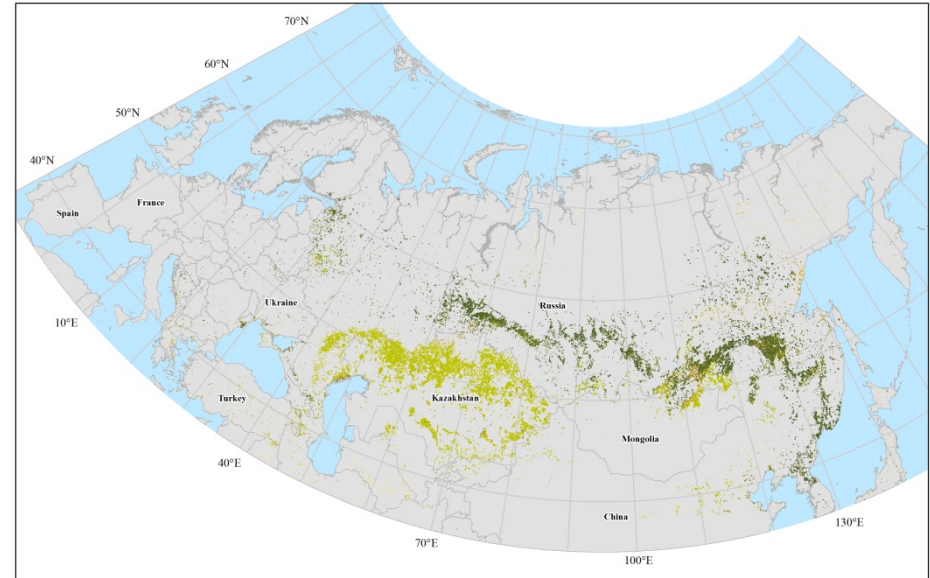 70°N
60°N
50°N
40°N
Spain
France
Ukraine
Russia
10°E
Turkey
Kazakhstan
Mongolia
40°E
China
130°E
70°E
100°E